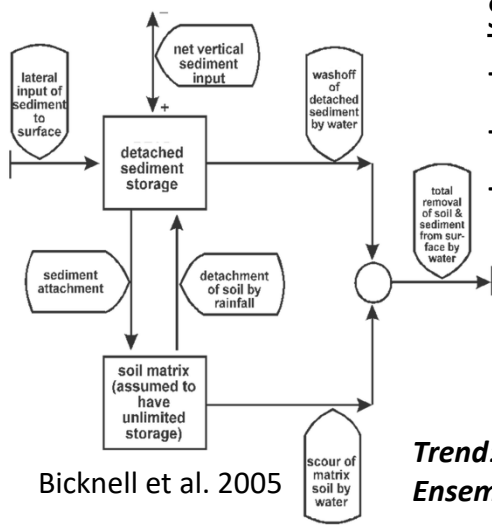 lateral
input of
sediment
to
surface
net vertical
sediment
input
washoff
of
detached
sediment
by water
detached
sediment
storage
total
removal
of soil &
sediment
from sur-
face by
water
sediment
attachment
detachment
of soil by
rainfall
soil matrix
(assumed to
have
unlimited
storage)
scour of
matrix
soil by
water
Bicknell et al. 2005
Trend
Ensem